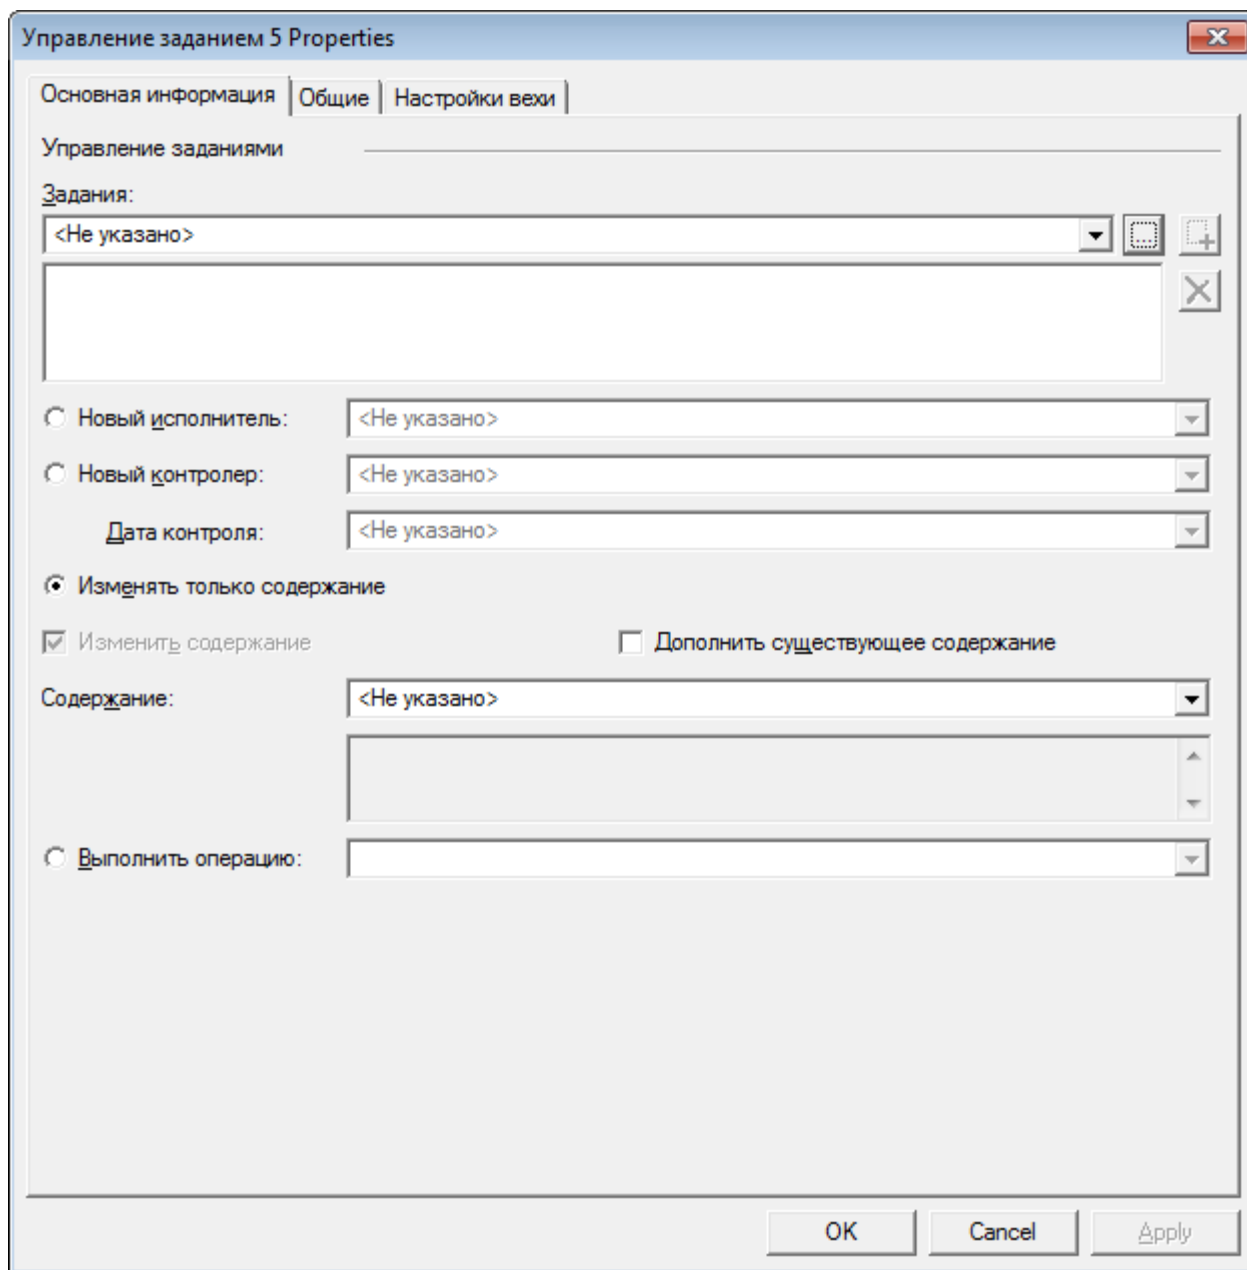 Управление заданием 5 Properties
Основная информация Общие Настройки вехи
Управление заданиями
Задания:
<Не указано>
Новый исполнитель: <Не указано>
Новый контролер: <Не указано>
Дата контроля: <Не указано>
Изменять только содержание
Изменить содержание Дополнить существующее содержание
Содержание: <Не указано>
Выполнить операцию:
OK Cancel Apply